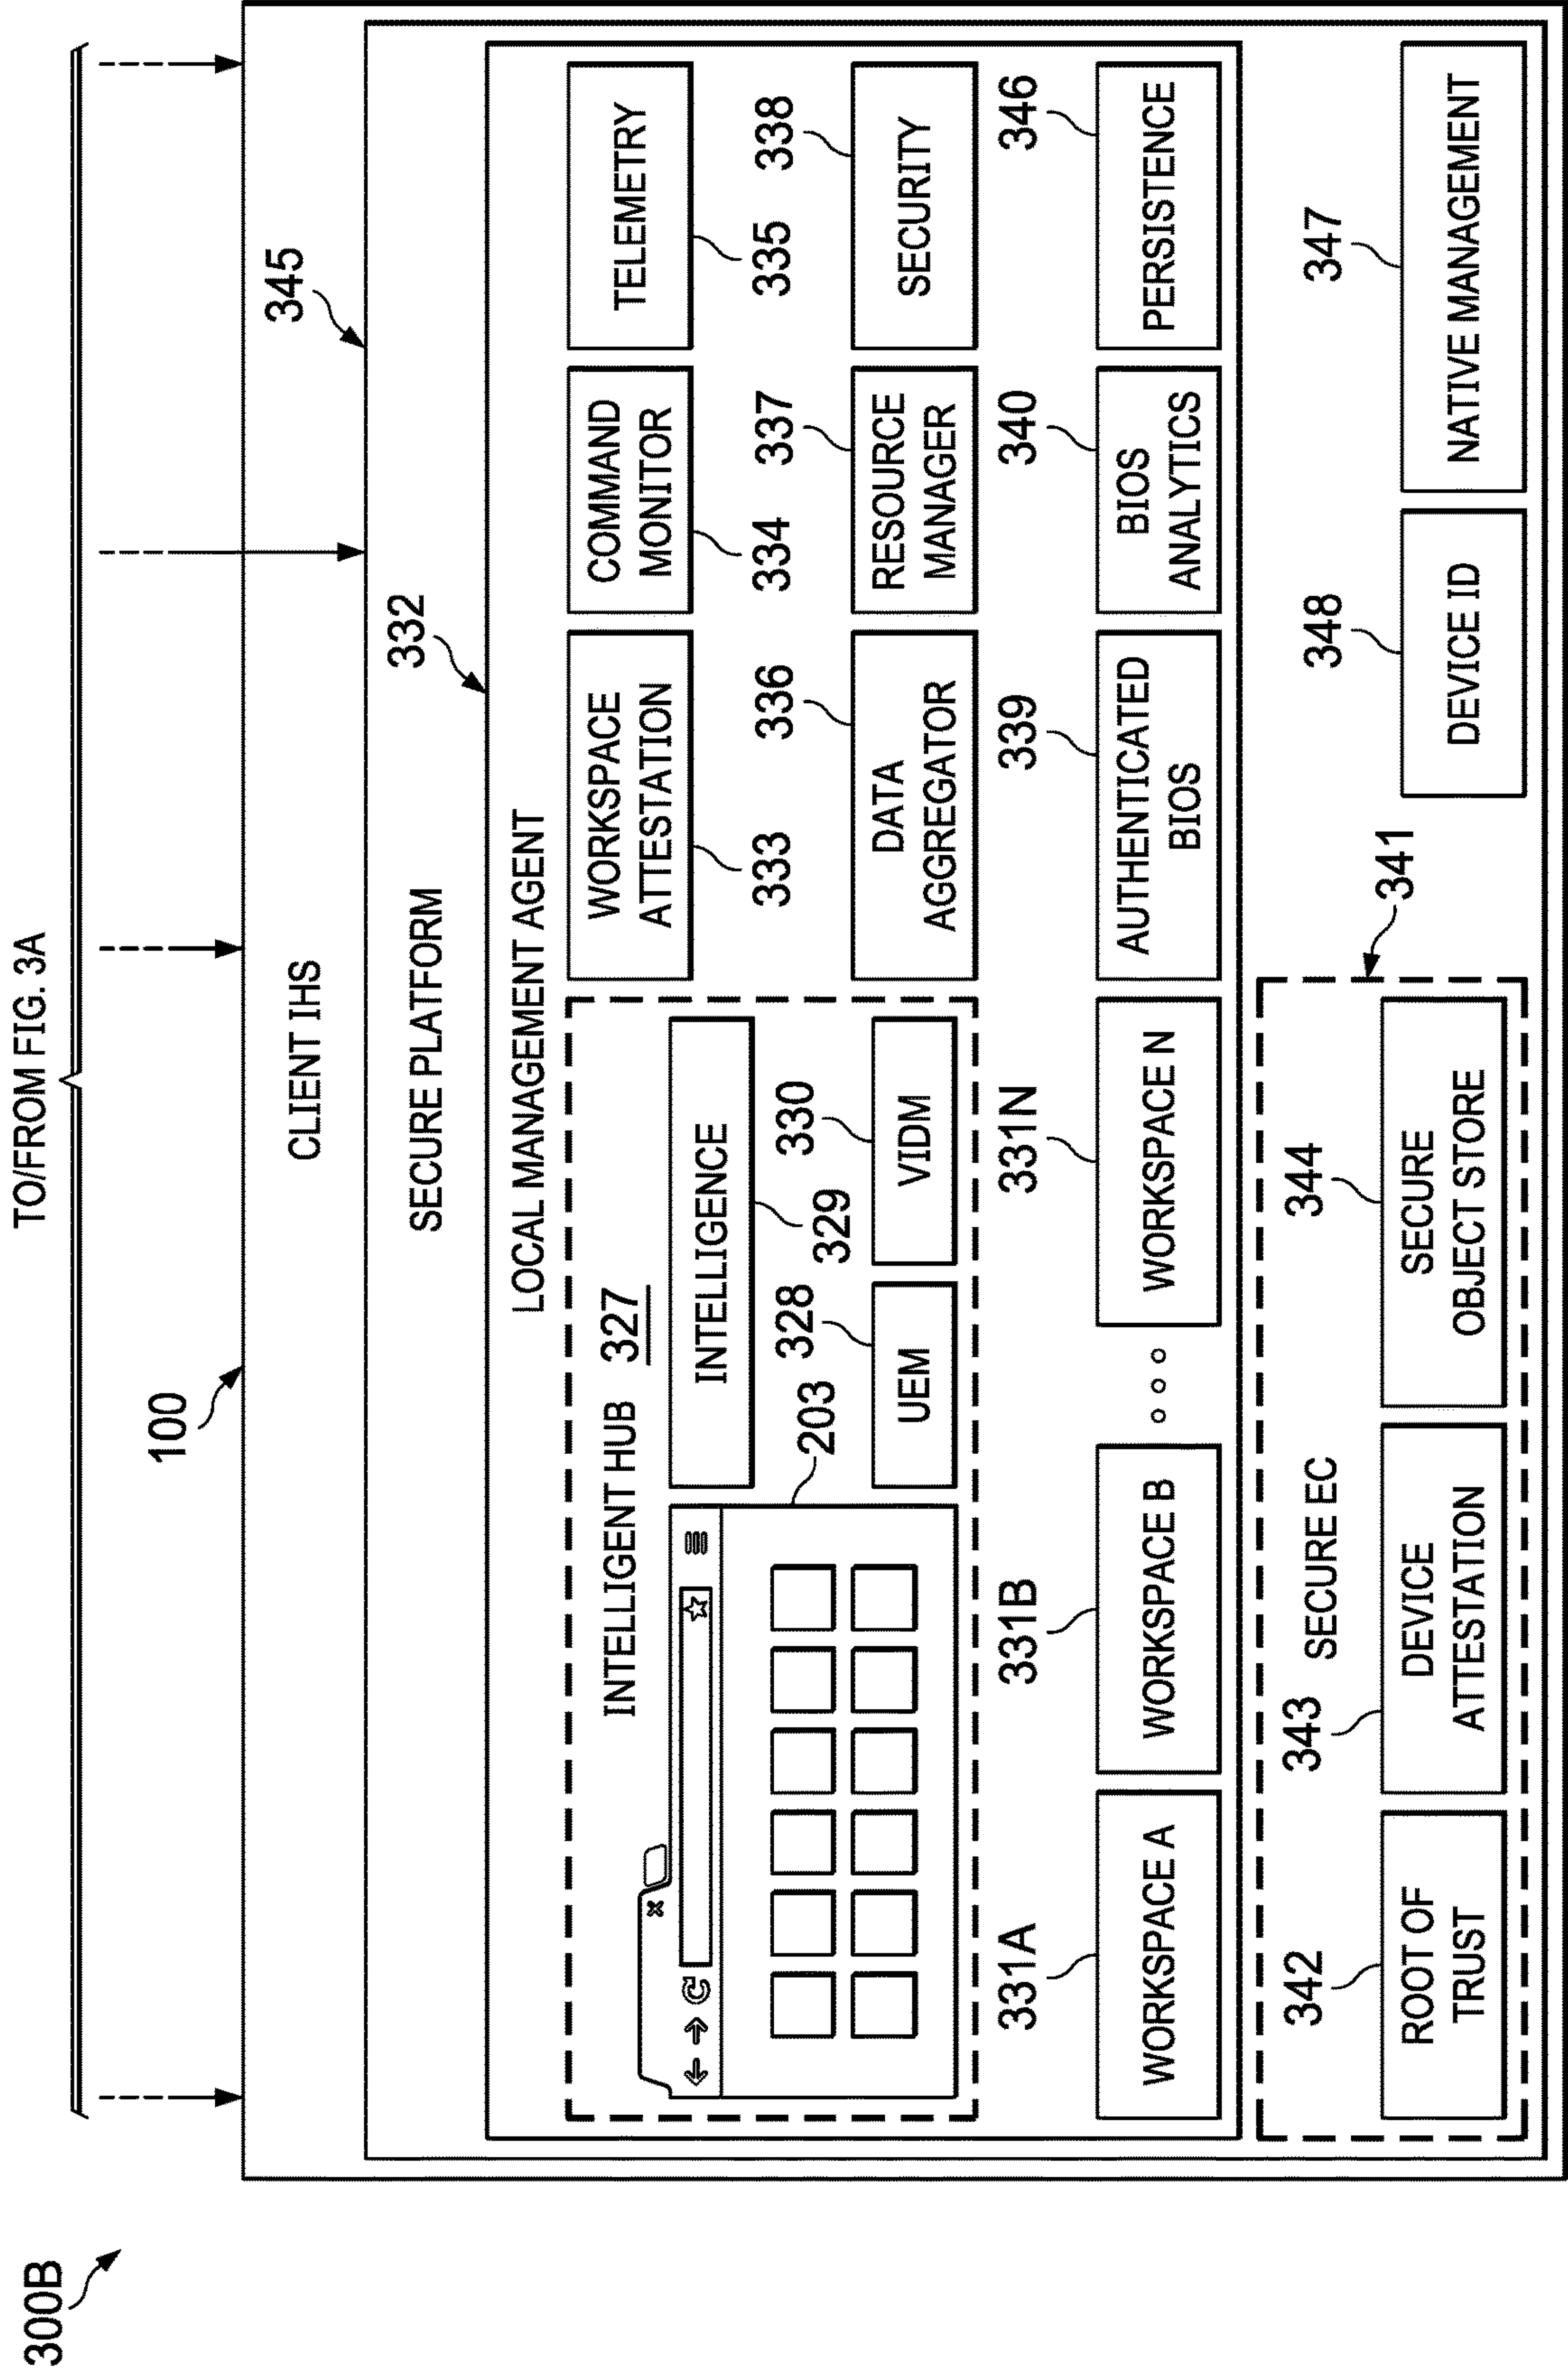 300B
TO/FROM FIG. 3A
100
CLIENT IHS
345
SECURE PLATFORM
332
LOCAL MANAGEMENT AGENT
INTELLIGENT HUB 327
INTELLIGENCE
329
203
328
UEM
330
VIDM
WORKSPACE
ATTESTATION
333
COMMAND
MONITOR
334
TELEMETRY
335
336
DATA
AGGREGATOR
337
RESOURCE
MANAGER
338
SECURITY
331A
WORKSPACE A
331B
WORKSPACE B
331N
WORKSPACE N
339
AUTHENTICATED
BIOS
340
BIOS
ANALYTICS
346
PERSISTENCE
341
SECURE EC
342
ROOT OF
TRUST
343
DEVICE
ATTESTATION
344
SECURE
OBJECT STORE
348
DEVICE ID
347
NATIVE MANAGEMENT